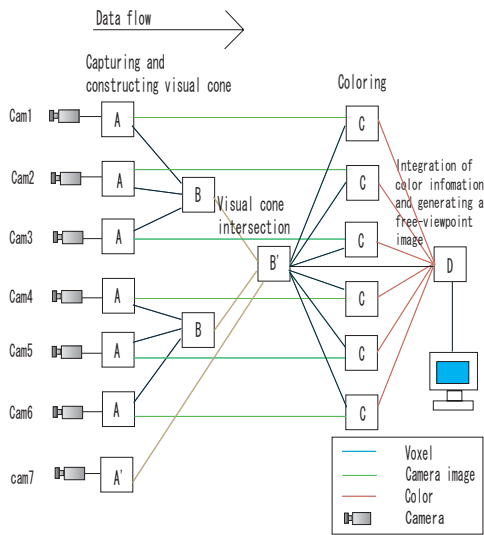 Data flow
Capturing and
constructing visual cone
Coloring
Cam1
A
C
Cam2
A
C
Integration of
color infomation
and generating a
free-viewpoint
image
B
Visual cone
intersection
Cam3
A
C
B'
D
Cam4
A
C
B
Cam5
A
C
Cam6
A
C
cam7
A'
Voxel
Camera image
Color
Camera